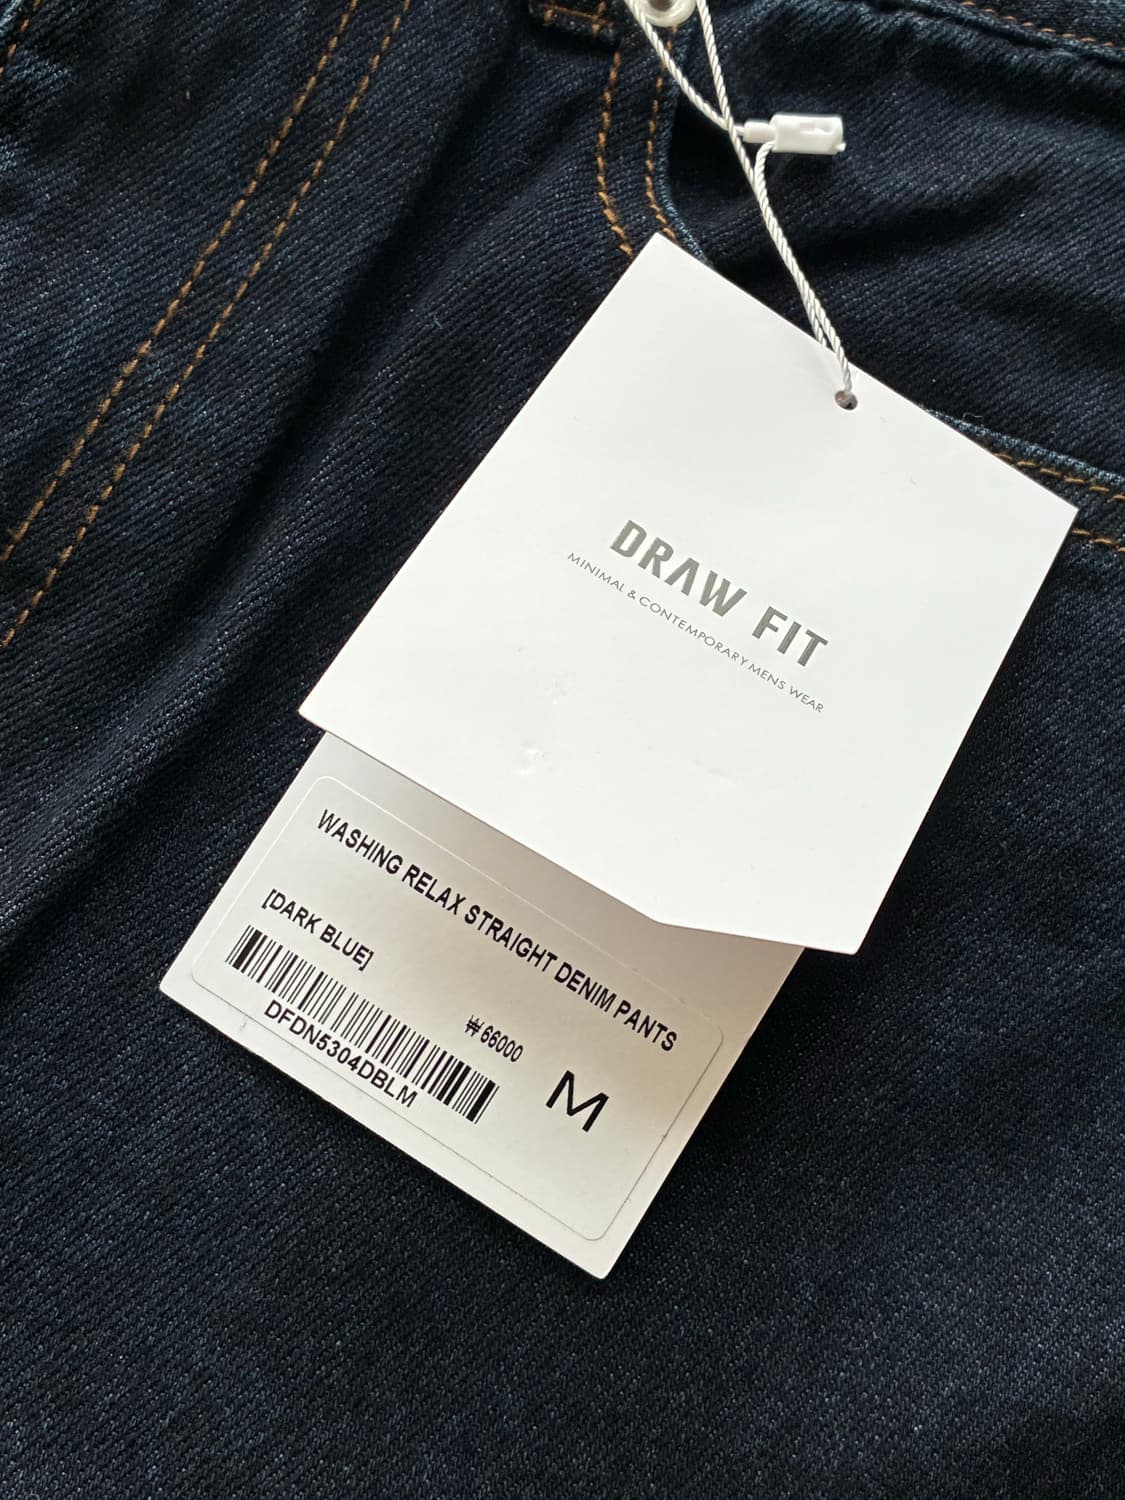 DRAW FIT
MINIMAL & CONTEMPORARY MENS WEAR
WASHING RELAX STRAIGHT DENIM PANTS
[DARK BLUE]
₩66000
DFDN5304DBLM
M